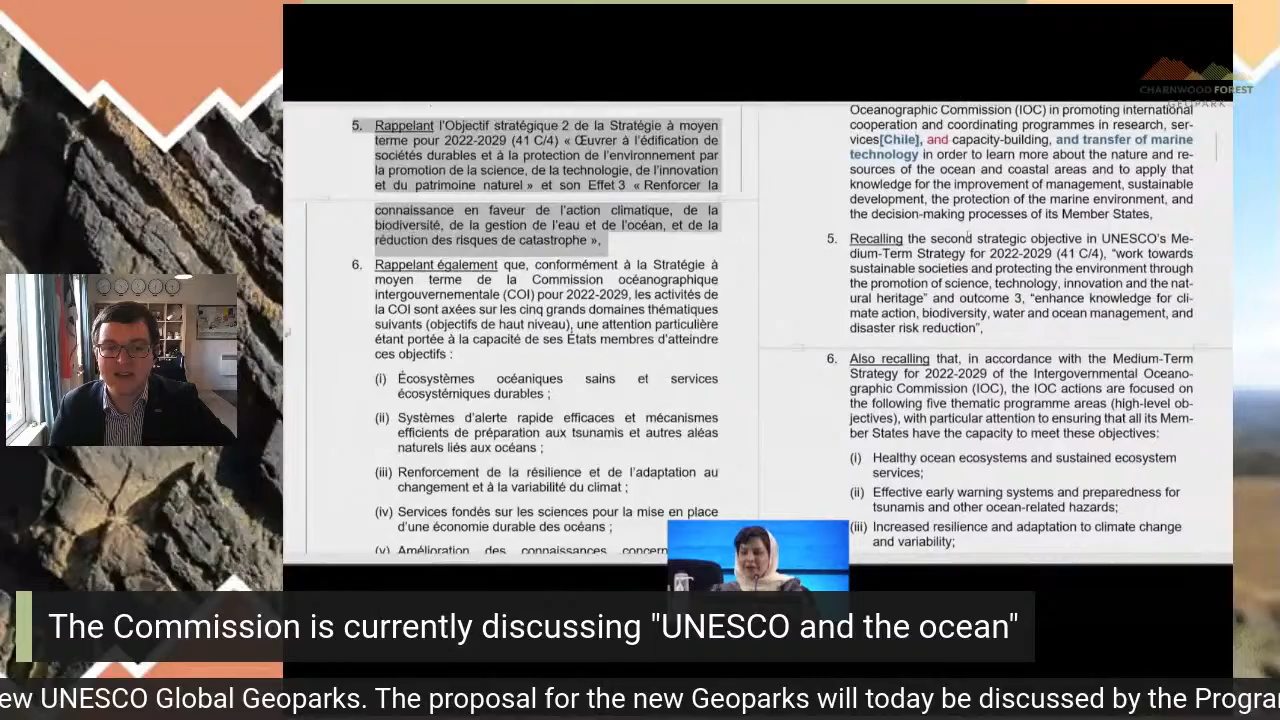 5. Rappelant l'Objectif stratégique 2 de la Stratégie à moyen
terme pour 2022-2029 (41 C/4) « Œuvrer à l'édification de
sociétés durables et à la protection de l'environnement par
la promotion de la science, de la technologie, de l'innovation
et du patrimoine naturel » et son Effet 3 « Renforcer la
connaissance en faveur de l'action climatique, de la
biodiversité, de la gestion de l'eau et de l'océan, et de la
réduction des risques de catastrophe »,
6. Rappelant également que, conformément à la Stratégie à
moyen terme de la Commission océanographique
intergouvernementale (COI) pour 2022-2029, les activités de
la COI sont axées sur les cinq grands domaines thématiques
suivants (objectifs de haut niveau), une attention particulière
étant portée à la capacité de ses États membres d'atteindre
ces objectifs :
(i) Écosystèmes océaniques sains et services
écosystémiques durables ;
(ii) Systèmes d'alerte rapide efficaces et mécanismes
efficients de préparation aux tsunamis et autres aléas
naturels liés aux océans ;
(iii) Renforcement de la résilience et de l'adaptation au
changement et à la variabilité du climat ;
(iv) Services fondés sur les sciences pour la mise en place
d'une économie durable des océans ;
(v) Amélioration des connaissances concern
Oceanographic Commission (IOC) in promoting international
cooperation and coordinating programmes in research, ser-
vices[Chile], and capacity-building, and transfer of marine
technology in order to learn more about the nature and re-
sources of the ocean and coastal areas and to apply that
knowledge for the improvement of management, sustainable
development, the protection of the marine environment, and
the decision-making processes of its Member States,
5. Recalling the second strategic objective in UNESCO's Me-
dium-Term Strategy for 2022-2029 (41 C/4), "work towards
sustainable societies and protecting the environment through
the promotion of science, technology, innovation and the nat-
ural heritage" and outcome 3, "enhance knowledge for cli-
mate action, biodiversity, water and ocean management, and
disaster risk reduction",
6. Also recalling that, in accordance with the Medium-Term
Strategy for 2022-2029 of the Intergovernmental Oceano-
graphic Commission (IOC), the IOC actions are focused on
the following five thematic programme areas (high-level ob-
jectives), with particular attention to ensuring that all its Mem-
ber States have the capacity to meet these objectives:
(i) Healthy ocean ecosystems and sustained ecosystem
services;
(ii) Effective early warning systems and preparedness for
tsunamis and other ocean-related hazards;
(iii) Increased resilience and adaptation to climate change
and variability;
CHARNWOOD FOREST
GEOPARK
The Commission is currently discussing "UNESCO and the ocean"
ew UNESCO Global Geoparks. The proposal for the new Geoparks will today be discussed by the Progra